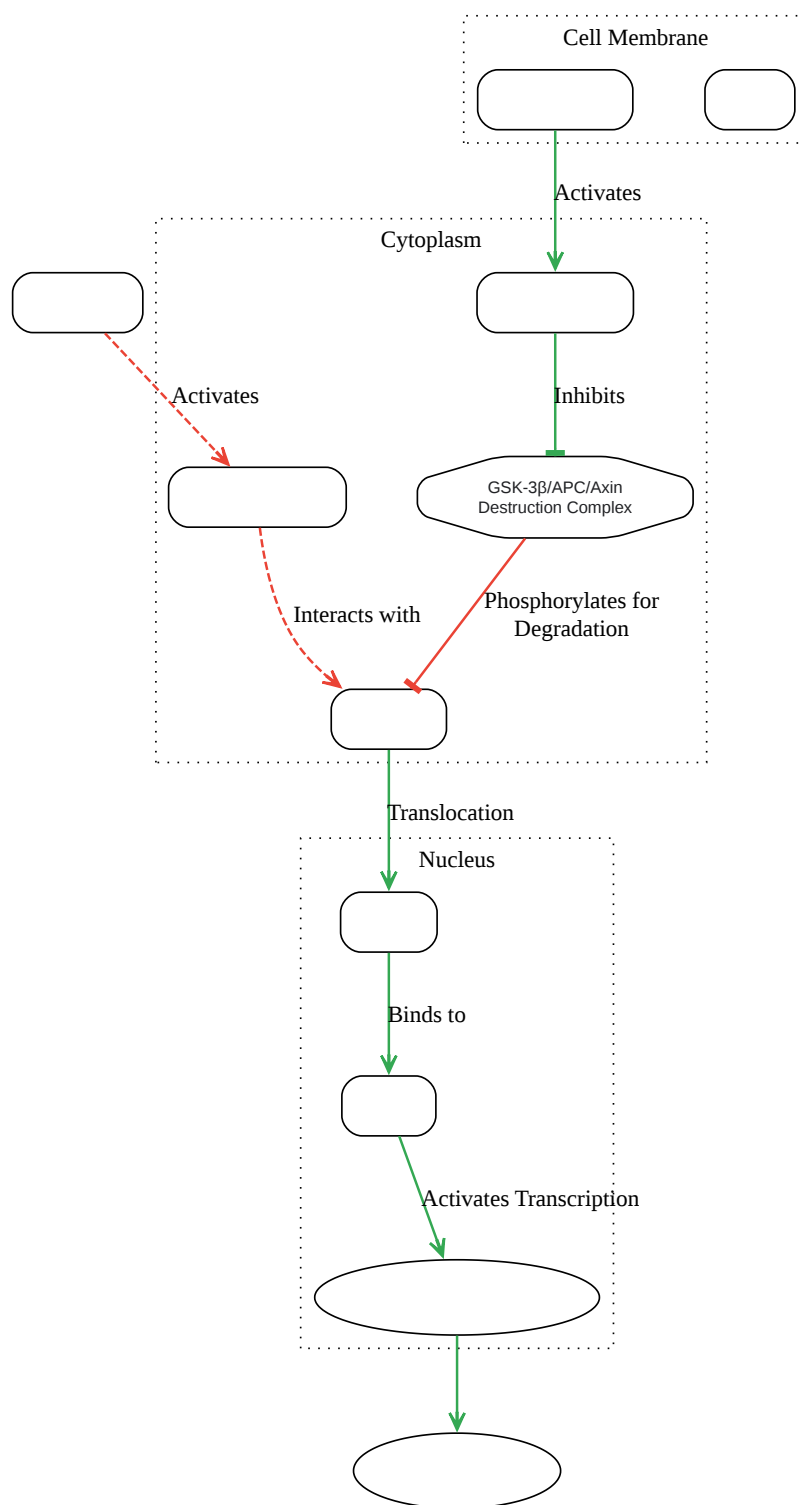 Cell Membrane
Activates
Cytoplasm
Activates
Inhibits
GSK-3β/APC/Axin
Destruction Complex
Interacts with
Phosphorylates for
Degradation
Translocation
Nucleus
Binds to
Activates Transcription